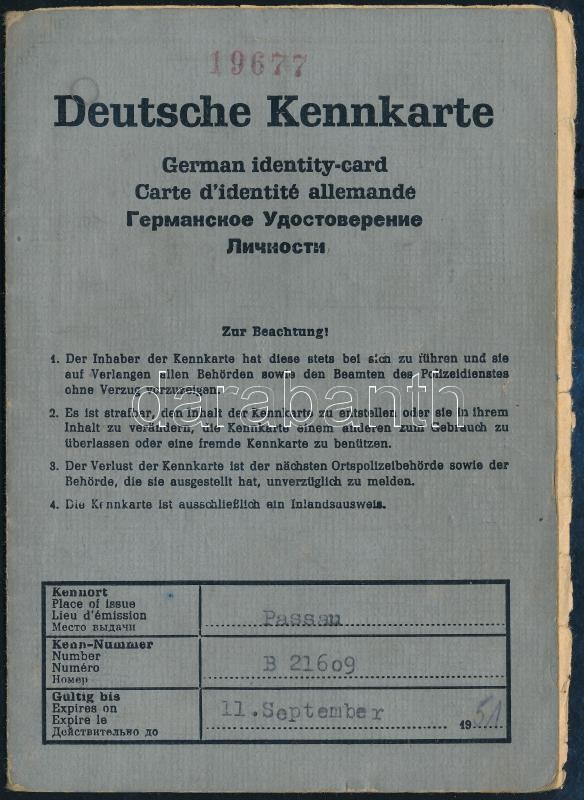 19677
Deutsche Kennkarte
German identity-card
Carte d'identité allemande
Германское Удостоверение
Личности
Zur Beachtung!
1. Der Inhaber der Kennkarte hat diese stets bei sich zu führen und sie
auf Verlangen allen Behörden sowie den Beamten des Polizeidienstes
ohne Verzug vorzuzeigen.
darabanth
2. Es ist strafbar, den Inhalt der Kennkarte zu entstellen oder sie in ihrem
Inhalt zu verändern, die Kennkarte einem anderen zum Gebrauch zu
überlassen oder eine fremde Kennkarte zu benützen.
3. Der Verlust der Kennkarte ist der nächsten Ortspolizeibehörde sowie der
Behörde, die sie ausgestellt hat, unverzüglich zu melden.
4. Die Kennkarte ist ausschließlich ein Inlandsausweis.
Kennort
Place of issue
Lieu d'émission
Место выдачи
Passau
Kenn-Nummer
Number
Numéro
Номер
B 21609
Gültig bis
Expires on
Expire le
Действительно до
11.September 1951